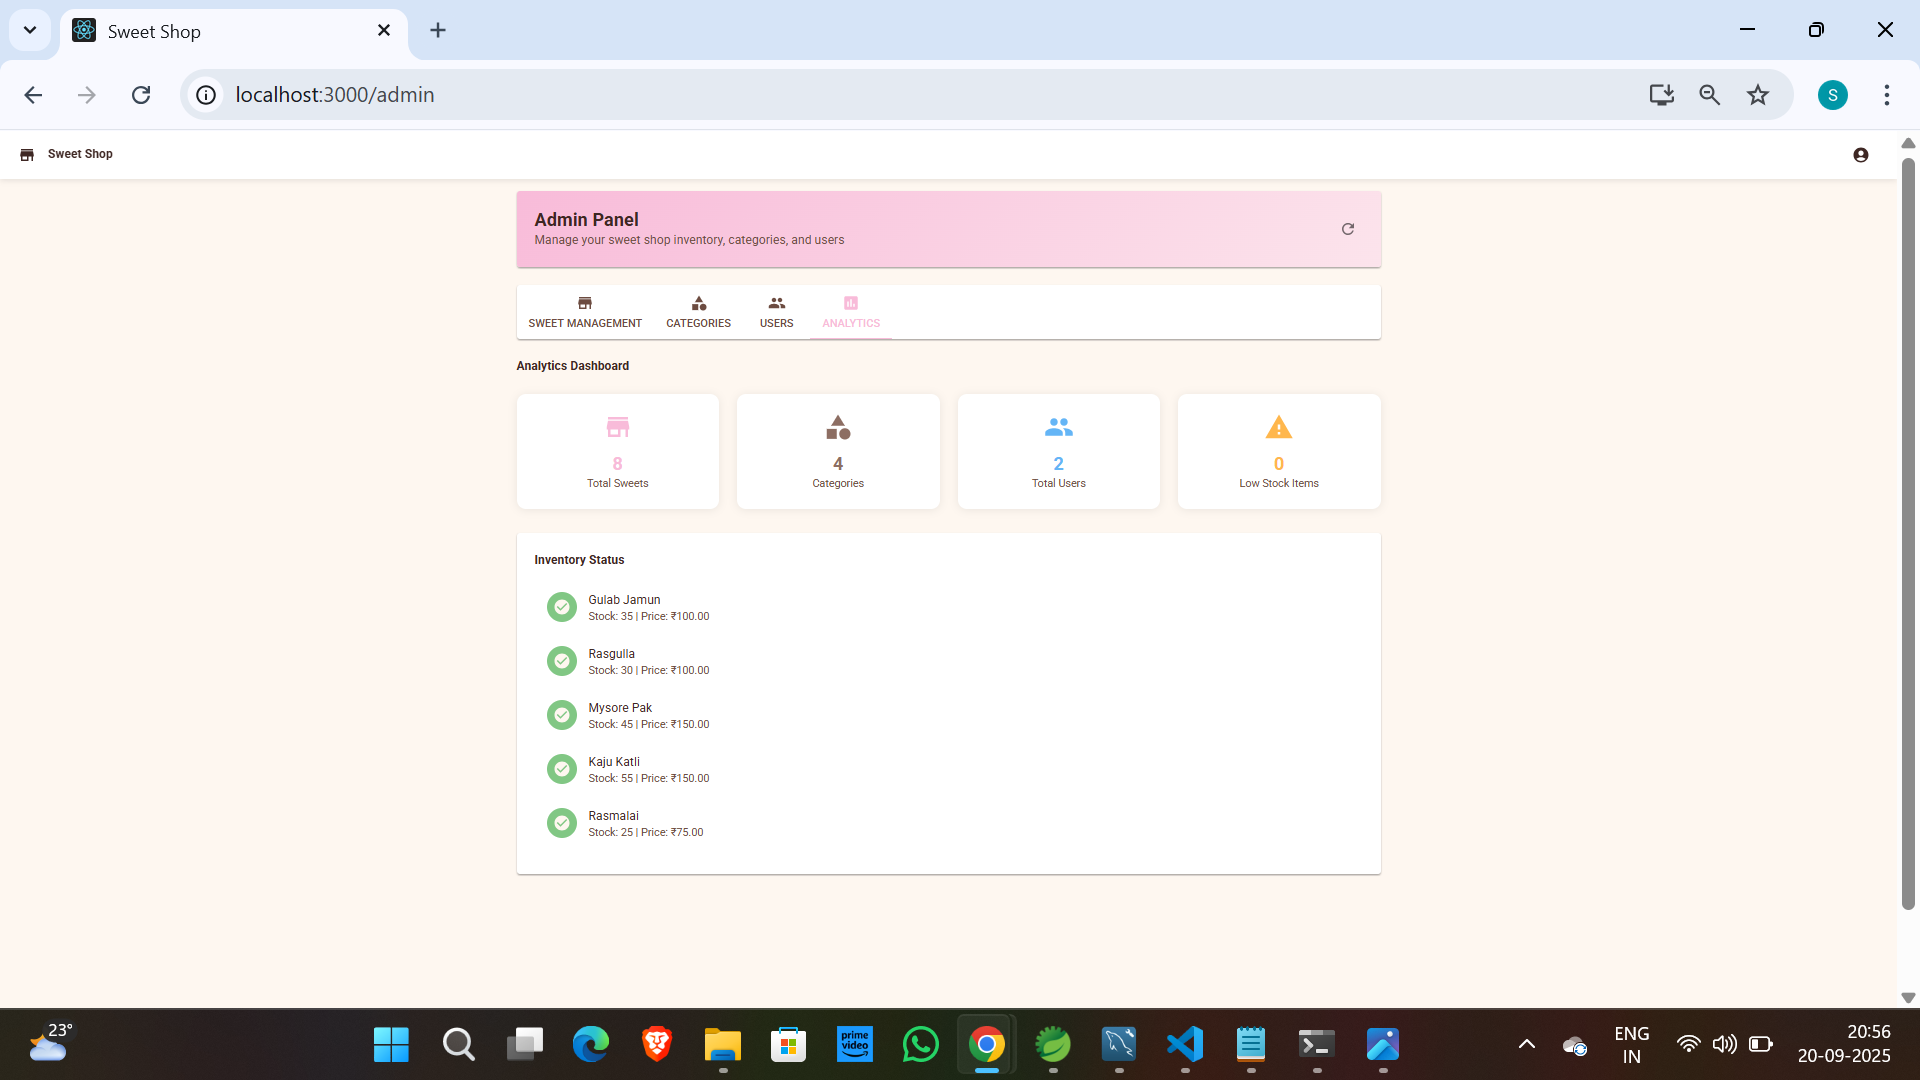 Sweet Shop
localhost:3000/admin
S
Sweet Shop
Admin Panel
Manage your sweet shop inventory, categories, and users
SWEET MANAGEMENT
CATEGORIES
USERS
ANALYTICS
Analytics Dashboard
8
Total Sweets
4
Categories
2
Total Users
0
Low Stock Items
Inventory Status
Gulab Jamun
Stock: 35 | Price: ₹100.00
Rasgulla
Stock: 30 | Price: ₹100.00
Mysore Pak
Stock: 45 | Price: ₹150.00
Kaju Katli
Stock: 55 | Price: ₹150.00
Rasmalai
Stock: 25 | Price: ₹75.00
23°
prime
video
ENG
IN
20:56
20-09-2025